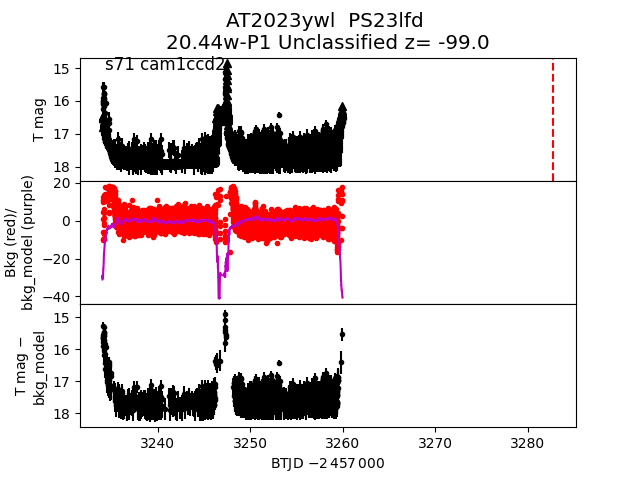 AT2023ywl  PS23lfd
20.44w-P1 Unclassified z= -99.0
s71 cam1ccd2
15
16
17
18
T mag
20
0
−20
−40
Bkg (red)/
bkg_model (purple)
15
16
17
18
T mag −
bkg_model
3240
3250
3260
3270
3280
BTJD −2 457 000